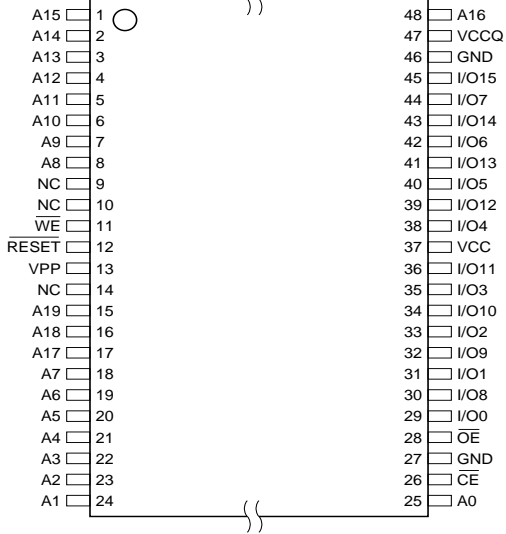 A15 1 48 A16
A14 2 47 VCCQ
A13 3 46 GND
A12 4 45 I/O15
A11 5 44 I/O7
A10 6 43 I/O14
A9 7 42 I/O6
A8 8 41 I/O13
NC 9 40 I/O5
NC 10 39 I/O12
WE 11 38 I/O4
RESET 12 37 VCC
VPP 13 36 I/O11
NC 14 35 I/O3
A19 15 34 I/O10
A18 16 33 I/O2
A17 17 32 I/O9
A7 18 31 I/O1
A6 19 30 I/O8
A5 20 29 I/O0
A4 21 28 OE
A3 22 27 GND
A2 23 26 CE
A1 24 25 A0